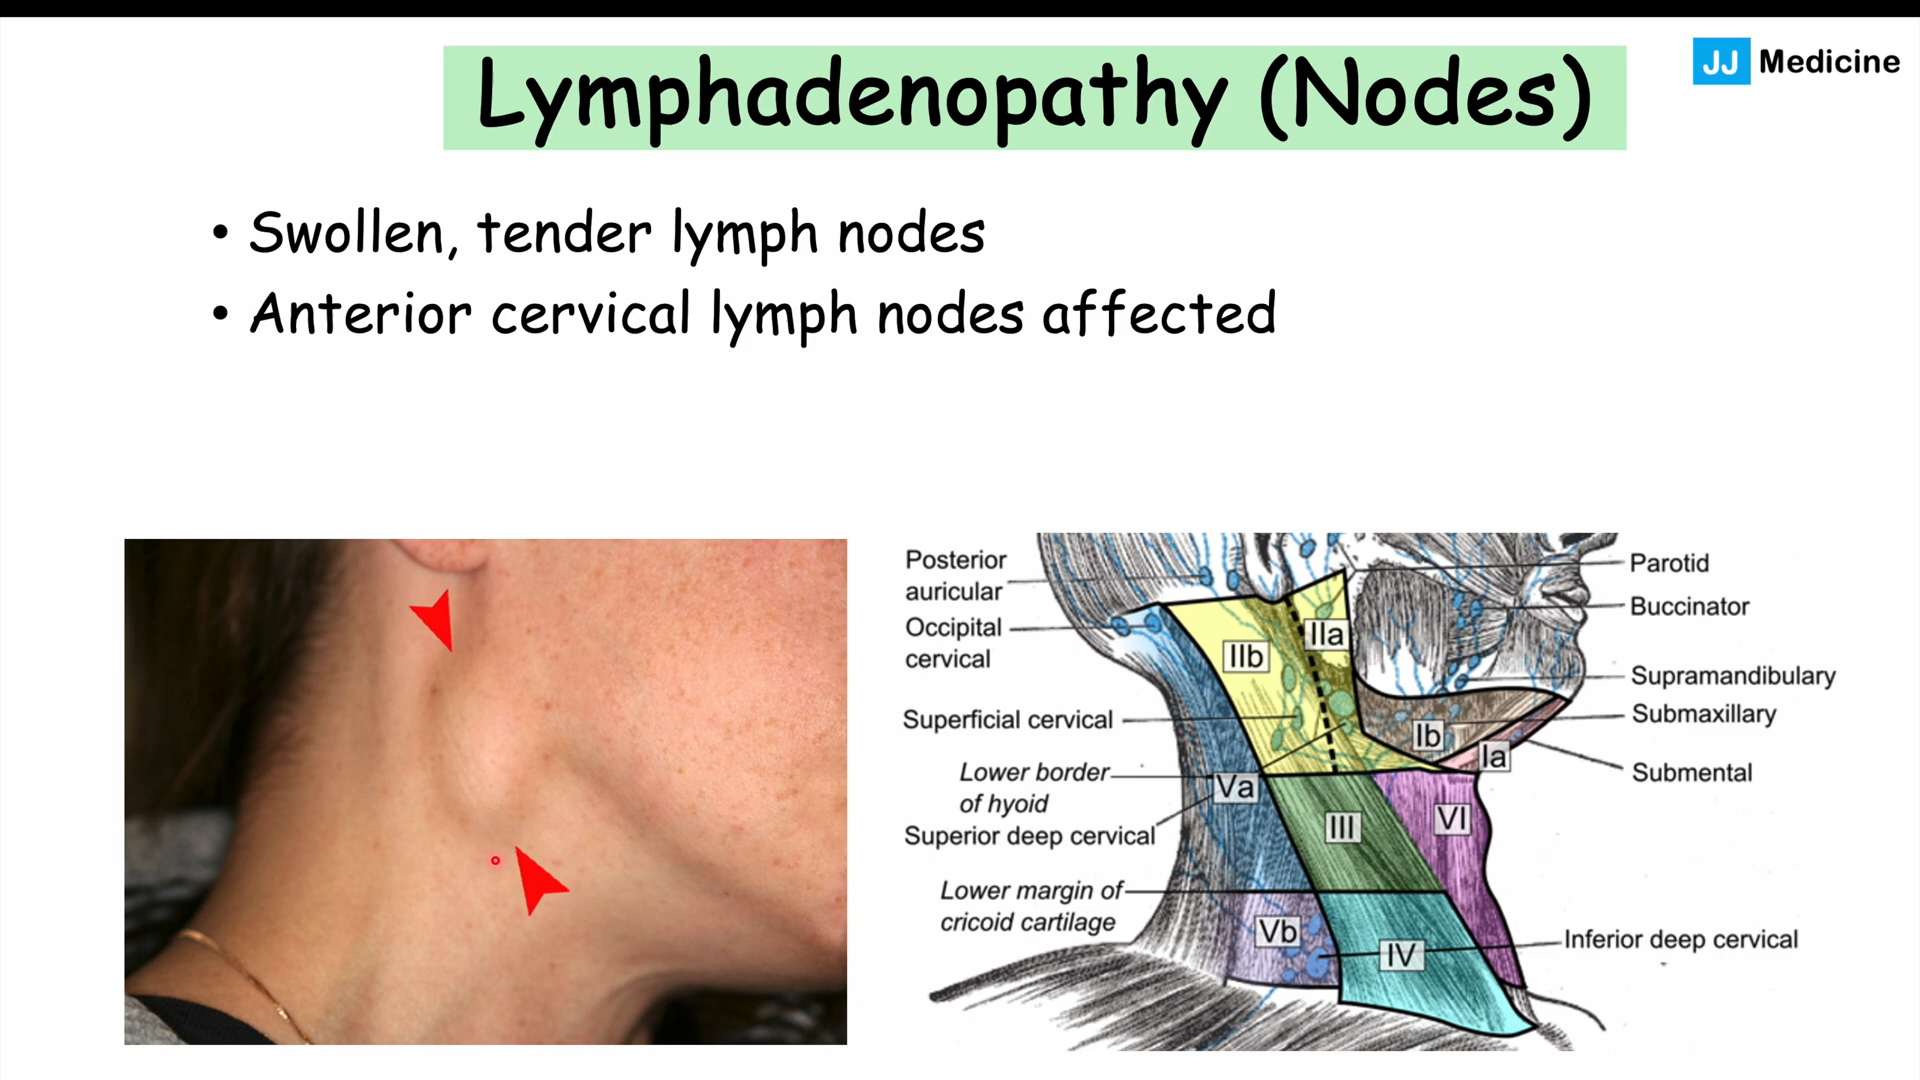 Lymphadenopathy (Nodes)
JJ Medicine
• Swollen, tender lymph nodes
• Anterior cervical lymph nodes affected
Posterior
auricular
Occipital
cervical
Superficial cervical
Lower border
of hyoid
Superior deep cervical
Lower margin of
cricoid cartilage
IIb
IIa
Ib
Ia
Va
III
VI
Vb
IV
Parotid
Buccinator
Supramandibulary
Submaxillary
Submental
Inferior deep cervical